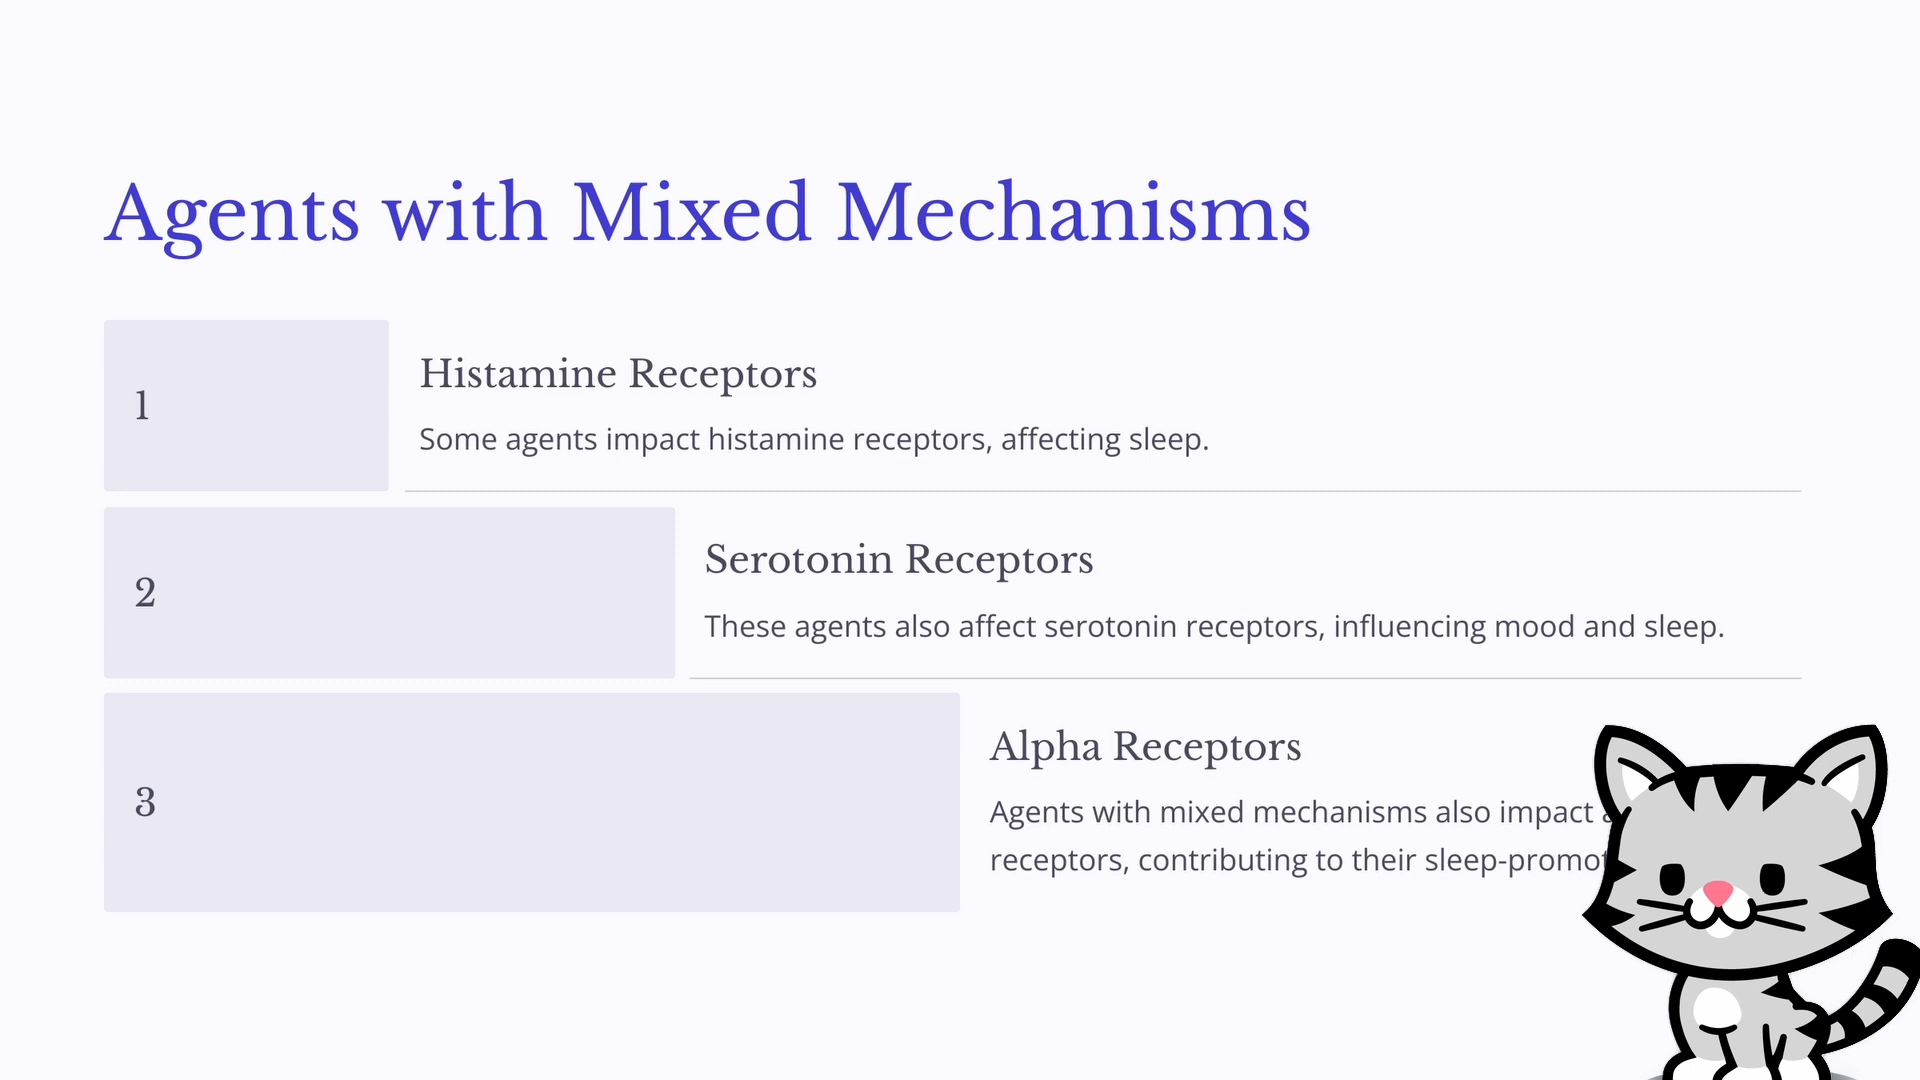 Agents with Mixed Mechanisms
1
Histamine Receptors
Some agents impact histamine receptors, affecting sleep.
2
Serotonin Receptors
These agents also affect serotonin receptors, influencing mood and sleep.
3
Alpha Receptors
Agents with mixed mechanisms also impact
receptors, contributing to their